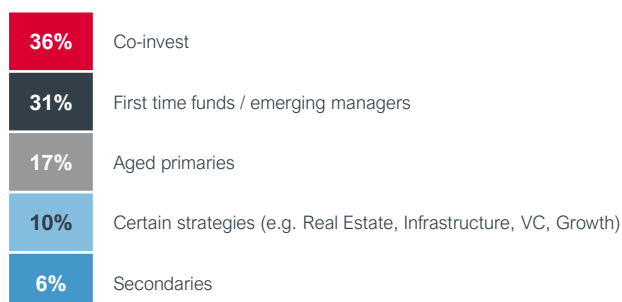 36% Co-invest
31% First time funds / emerging managers
17% Aged primaries
10% Certain strategies (e.g. Real Estate, Infrastructure, VC, Growth)
6% Secondaries